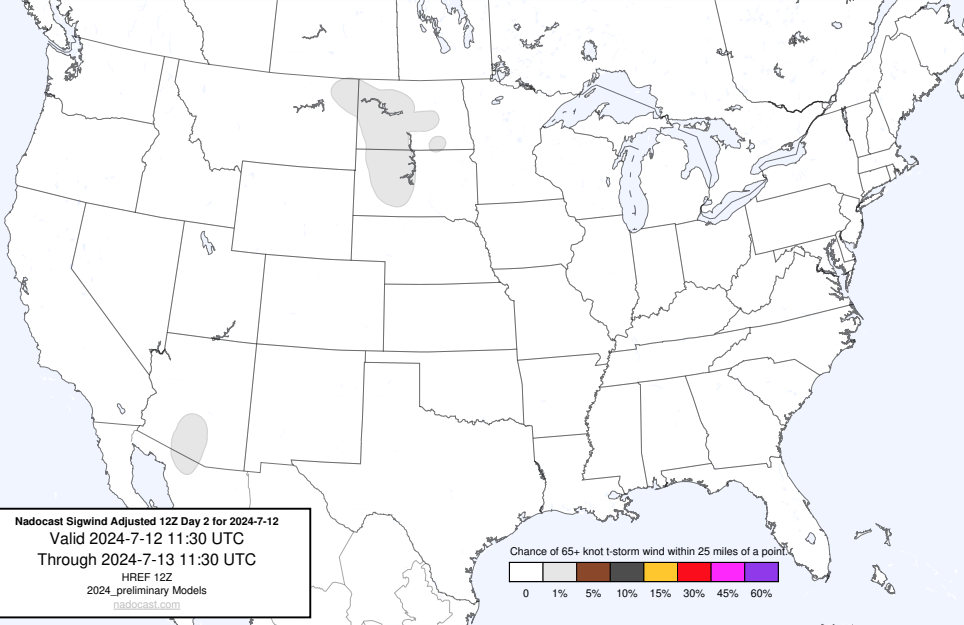 Nadocast Sigwind Adjusted 12Z Day 2 for 2024-7-12
Valid 2024-7-12 11:30 UTC
Through 2024-7-13 11:30 UTC
HREF 12Z
2024_preliminary Models
nadocast.com
Chance of 65+ knot t-storm wind within 25 miles of a point.
0 1% 5% 10% 15% 30% 45% 60%